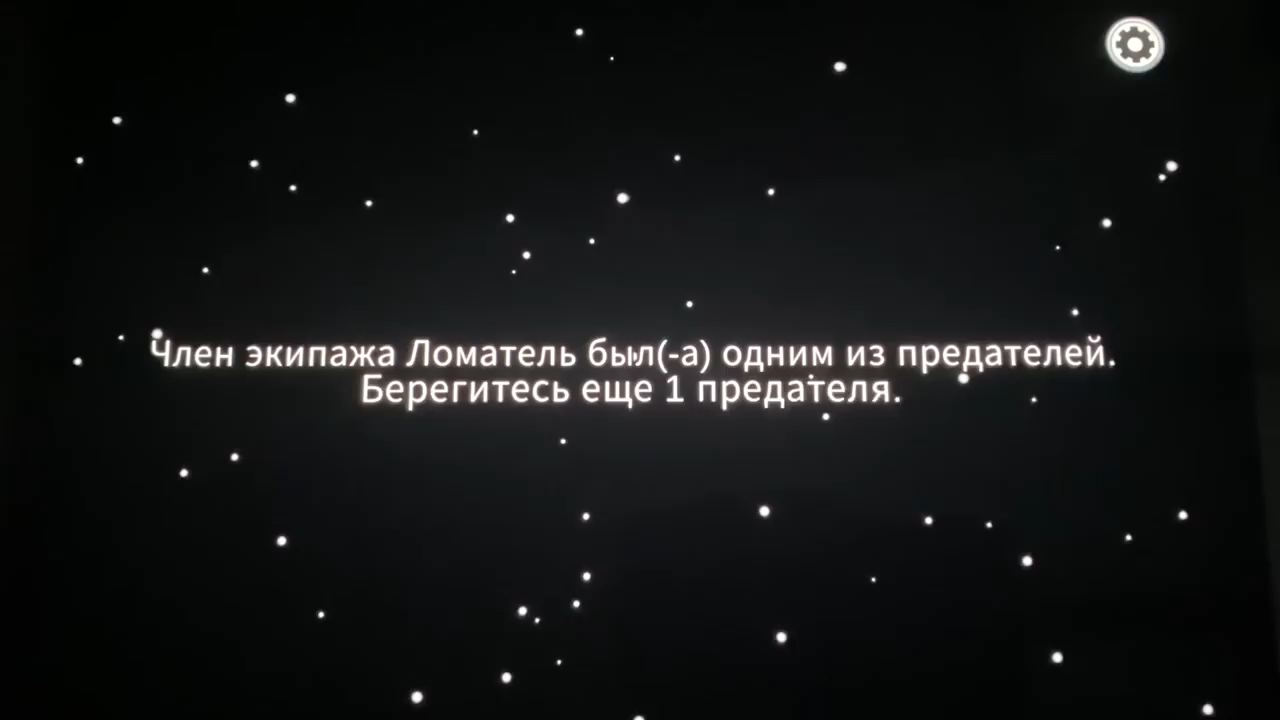 Член экипажа Ломатель был(-а) одним из предателей.
Берегитесь еще 1 предателя.